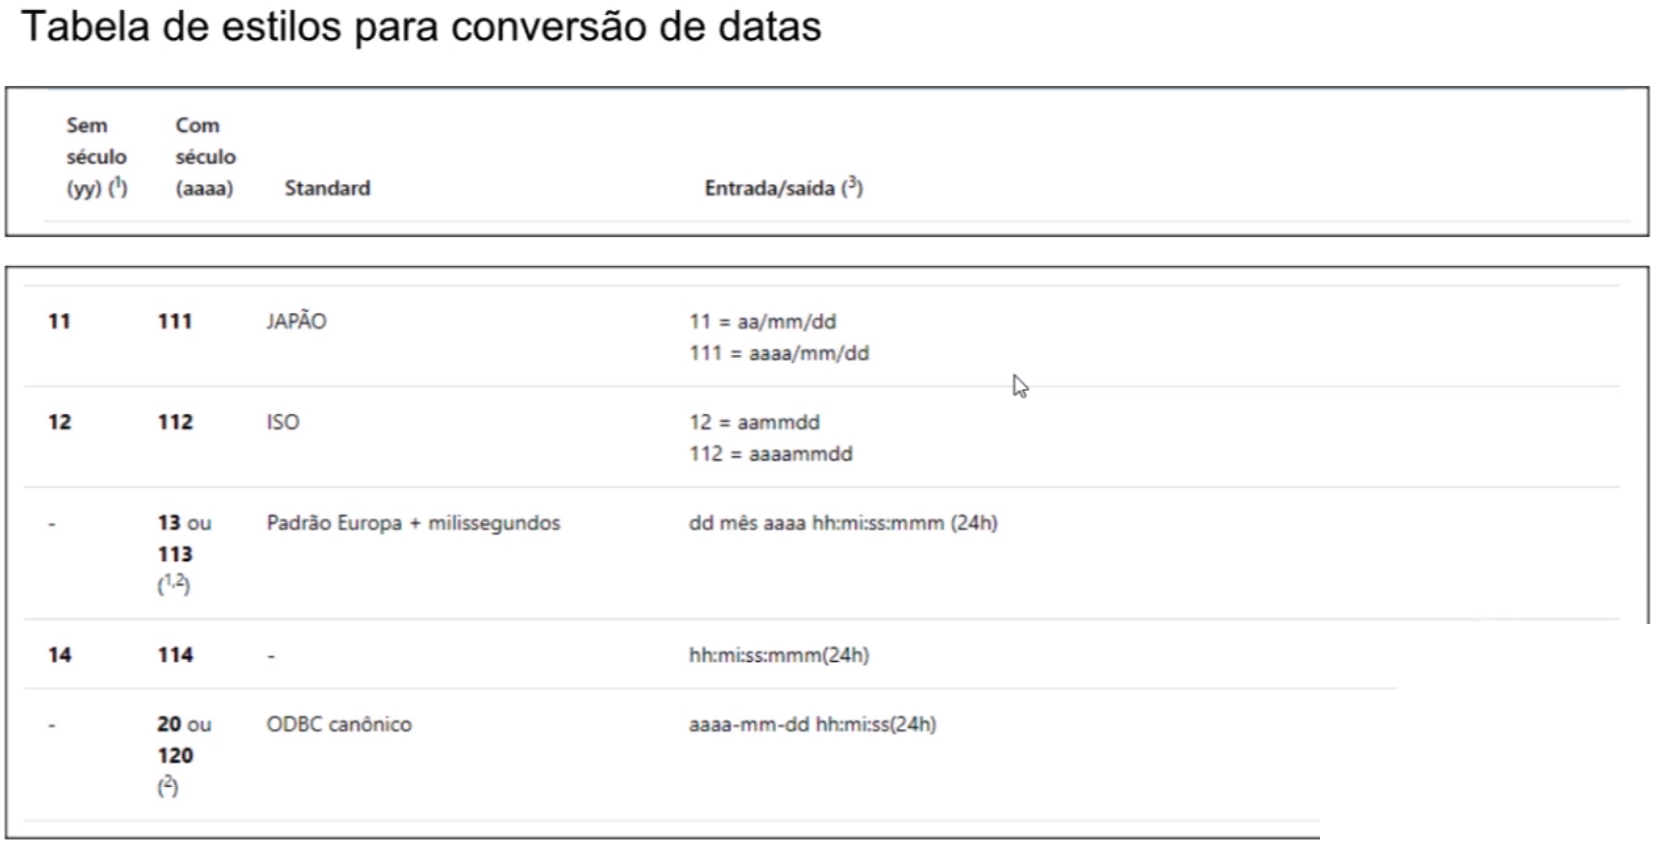 Tabela de estilos para conversão de datas
Sem século (yy) (1) Com século (aaaa) Standard Entrada/saída (3)
11 111 JAPÃO 11 = aa/mm/dd
111 = aaaa/mm/dd
12 112 ISO 12 = aammdd
112 = aaaammdd
- 13 ou Padrão Europa + milissegundos dd mês aaaa hh:mi:ss:mmm (24h)
113
(1,2)
14 114 - hh:mi:ss:mmm(24h)
- 20 ou ODBC canônico aaaa-mm-dd hh:mi:ss(24h)
120
(2)